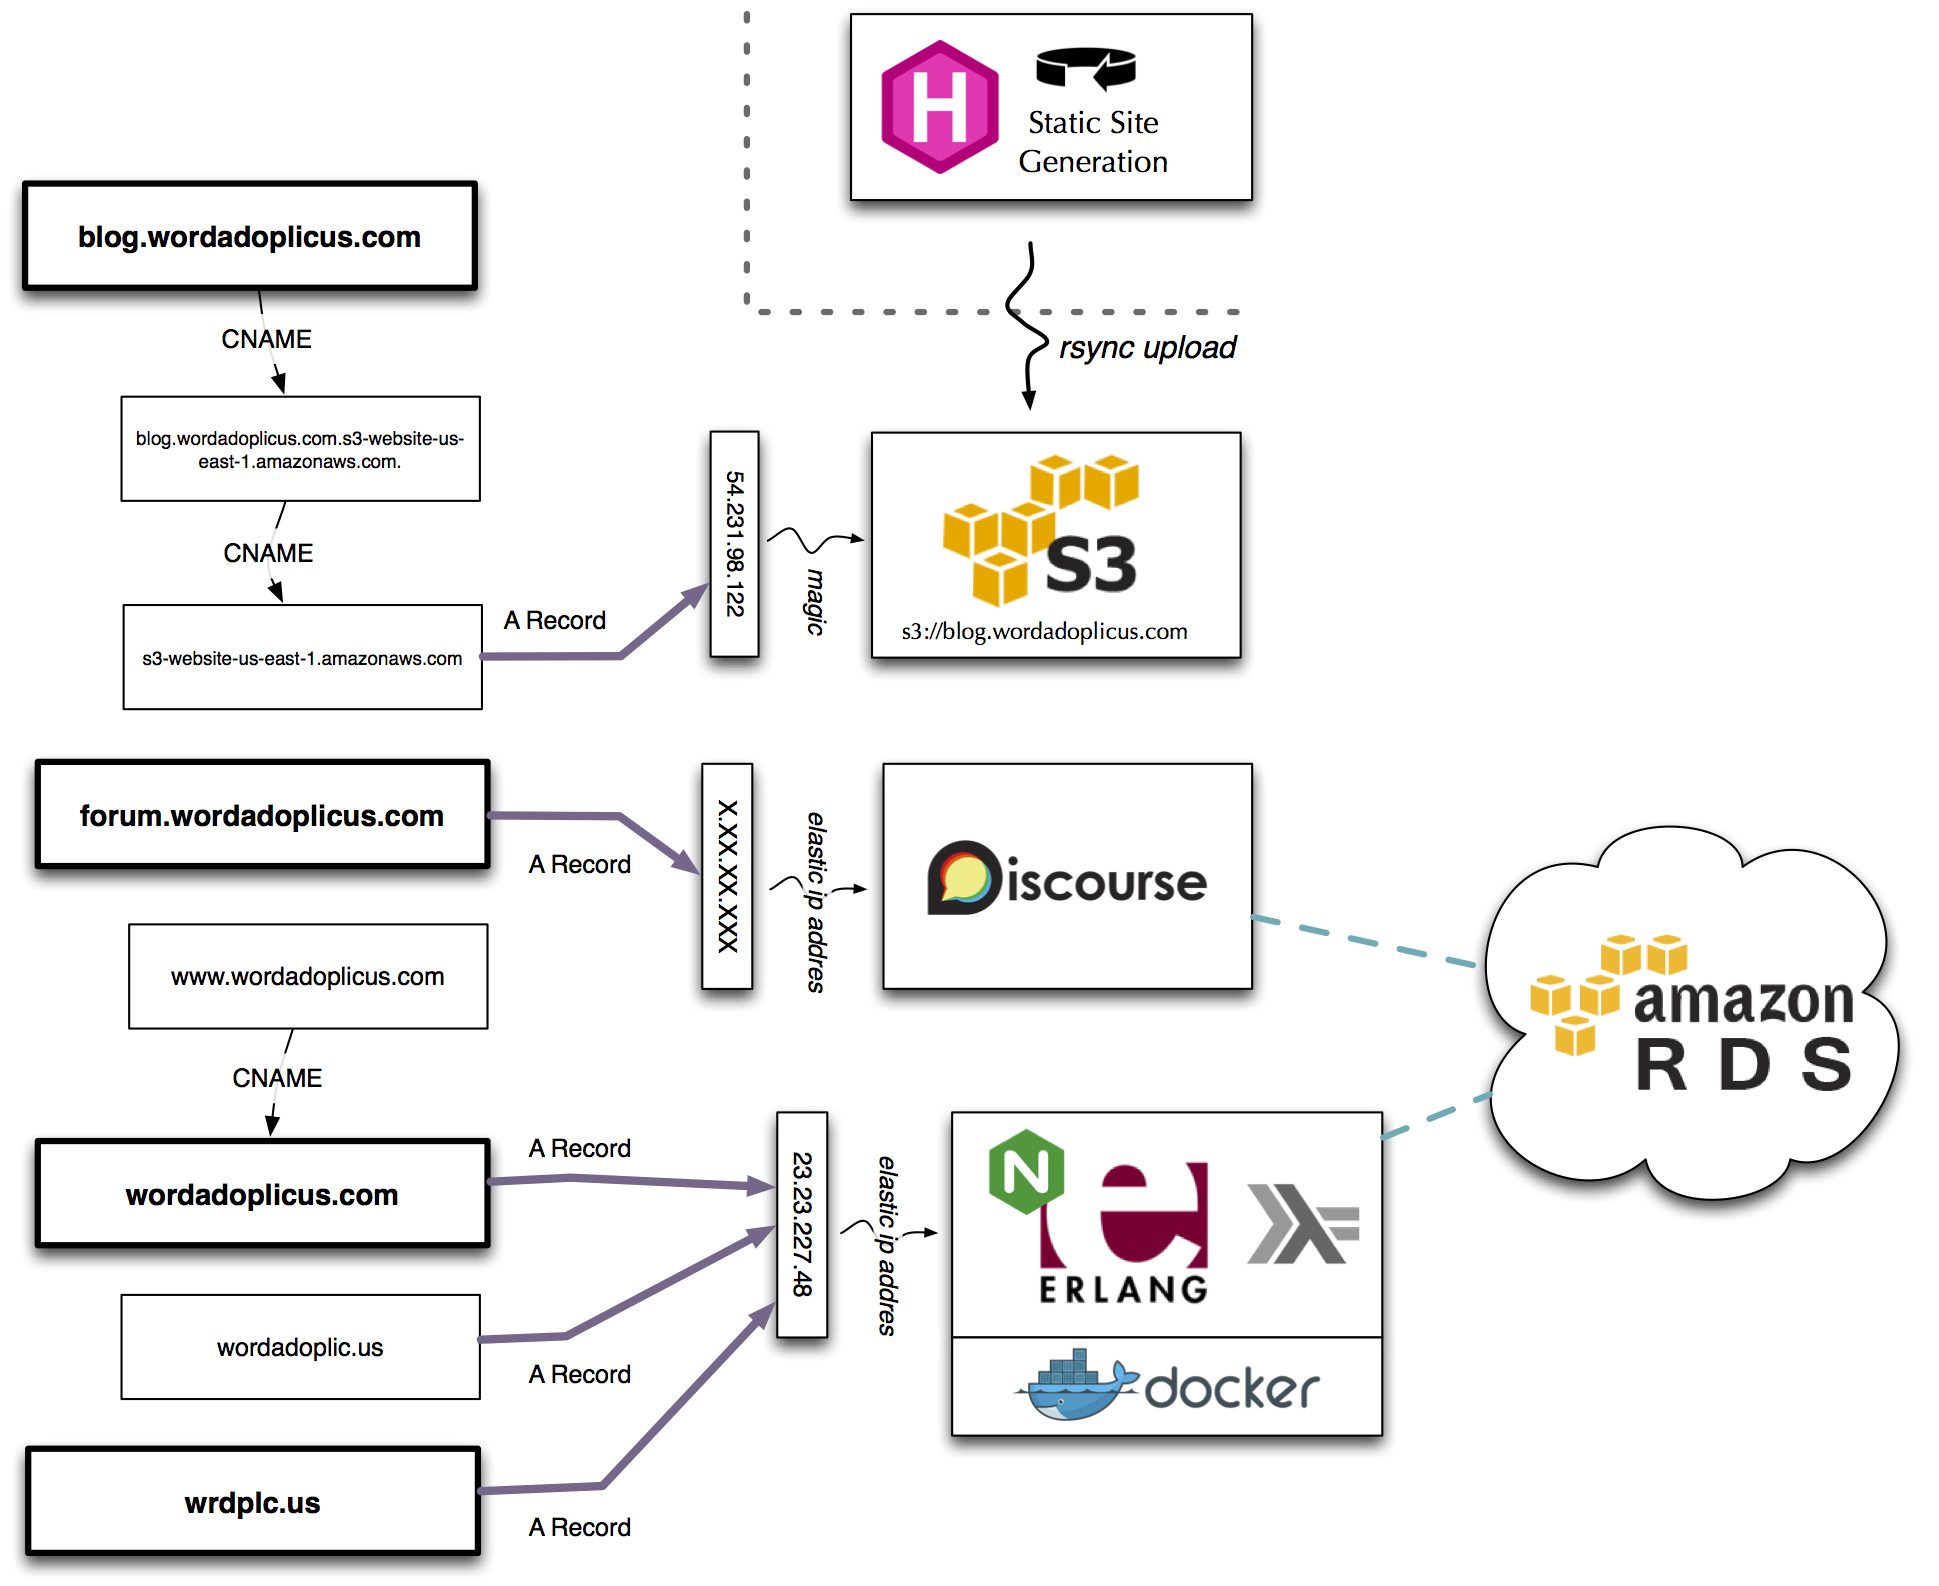 H
Static Site
Generation
blog.wordadoplicus.com
CNAME
rsync upload
blog.wordadoplicus.com.s3-website-us-
east-1.amazonaws.com.
54.231.98.122
magic
S3
s3://blog.wordadoplicus.com
CNAME
A Record
s3-website-us-east-1.amazonaws.com
forum.wordadoplicus.com
A Record
X.XX.XX.XXX
elastic ip addres
iscourse
www.wordadoplicus.com
CNAME
amazon
RDS
wordadoplicus.com
A Record
23.23.227.48
elastic ip addres
N
e
ERLANG
wordadoplic.us
A Record
docker
wrdplc.us
A Record